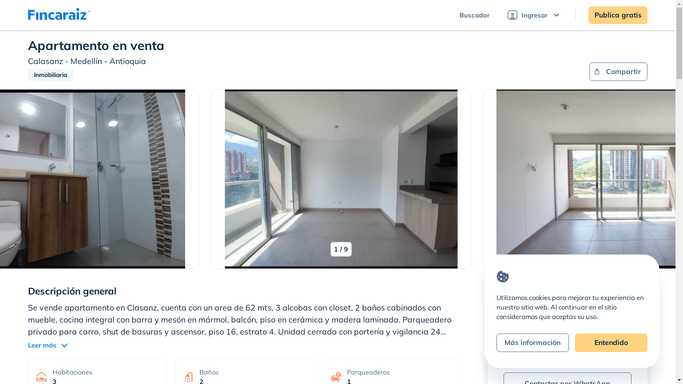 Fincaraiz
Buscador
Ingresar
Publica gratis
Apartamento en venta
Calasanz - Medellín - Antioquia
Inmobiliaria
Compartir
1 / 9
Descripción general
Se vende apartamento en Clasanz, cuenta con un area de 62 mts, 3 alcobas con closet, 2 baños cabinados con
mueble, cocina integral con barra y mesón en mármol, balcón, piso en cerámica y madera laminada. Parqueadero
privado para carro, shut de basuras y ascensor, piso 16, estrato 4. Unidad cerrada con portería y vigilancia 24...
Leer más
Habitaciones
3
Baños
2
Parqueaderos
1
Utilizamos cookies para mejorar tu experiencia en
nuestro sitio web. Al continuar en el sitio
consideramos que aceptas su uso.
Más información
Entendido
Contactar por WhatsApp